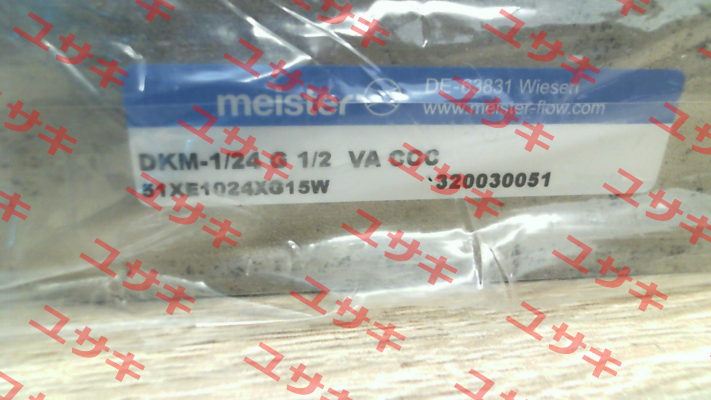 meister
DE-63831 Wiesen
www.meister-flow.com
DKM-1/24 G 1/2 VA COC
51XE1024XG15W
320030051
ユサキ